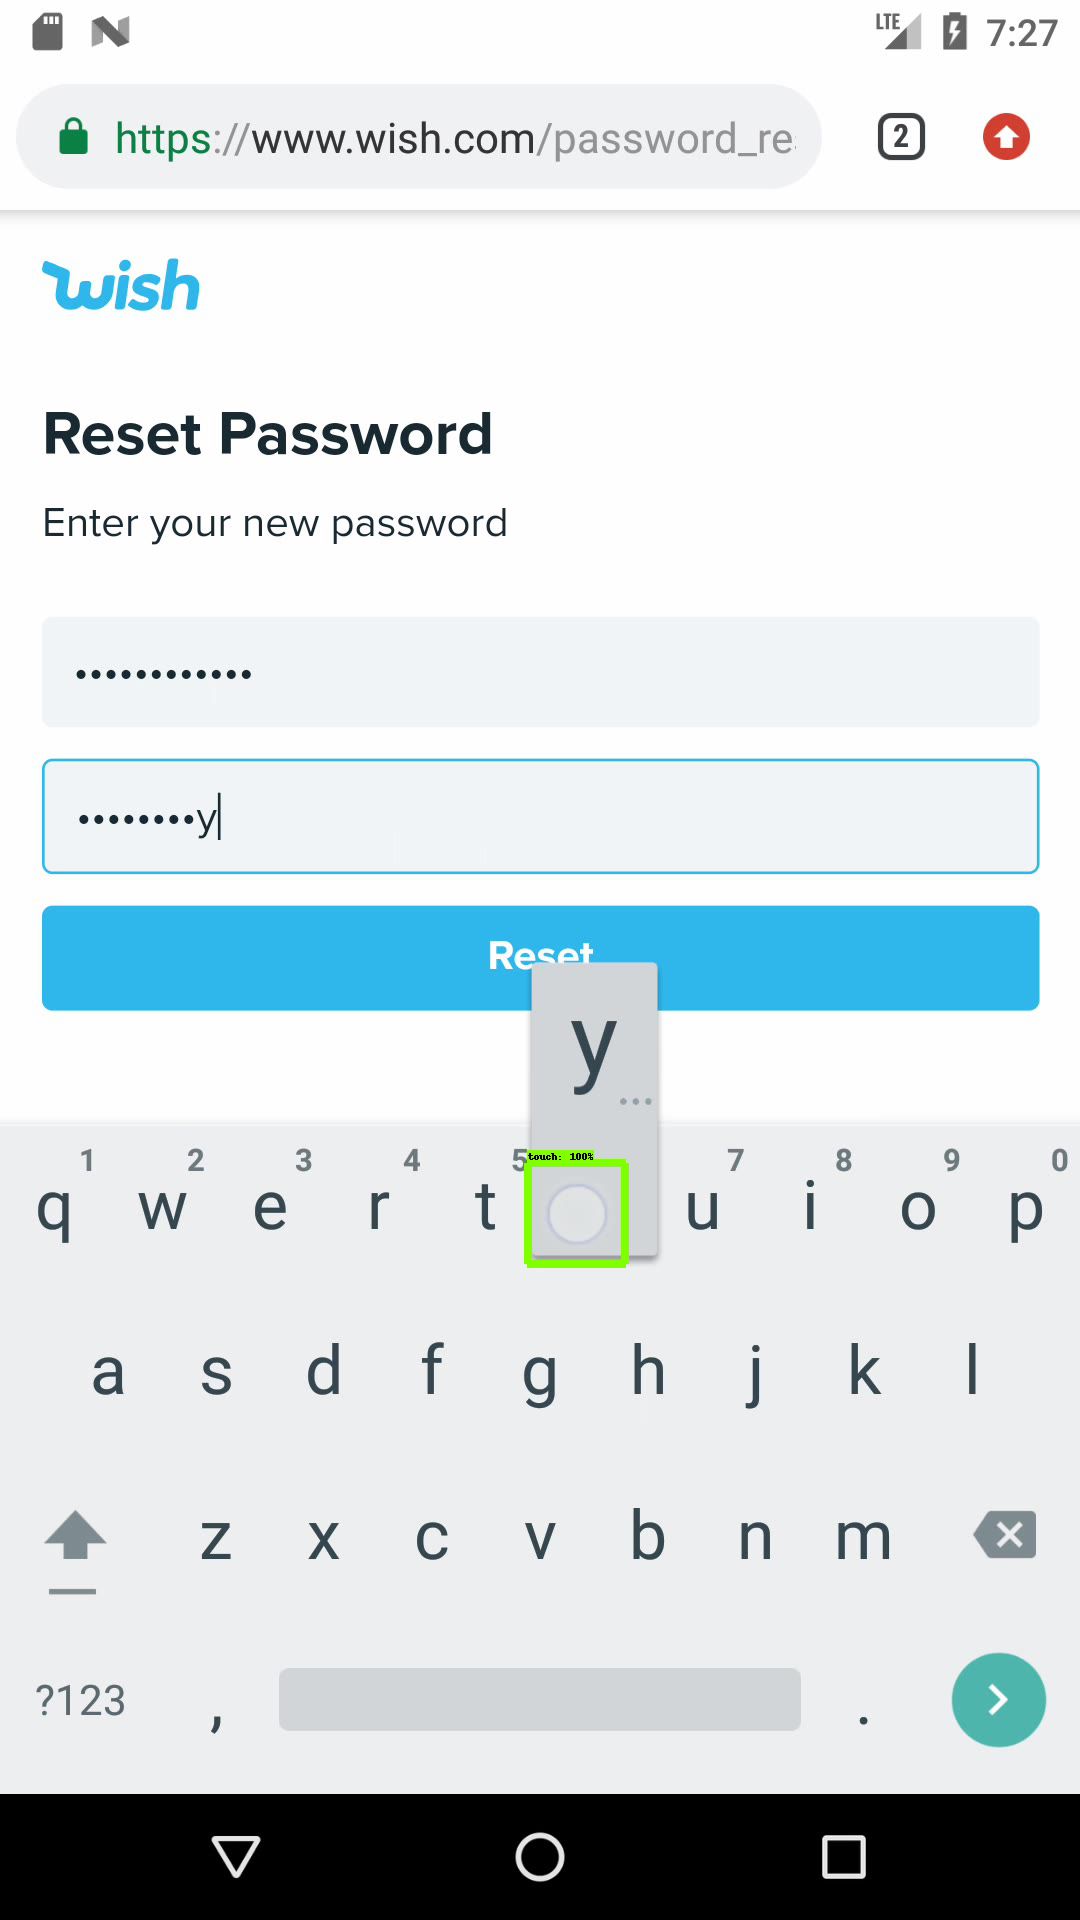 LTE 7:27
https://www.wish.com/password_re
2
wish
Reset Password
Enter your new password
••••••••••••
••••••••y
Reset
y
...
touch: 100%
1 2 3 4 5 7 8 9 0
q w e r t u i o p
a s d f g h j k l
z x c v b n m
?123 , .